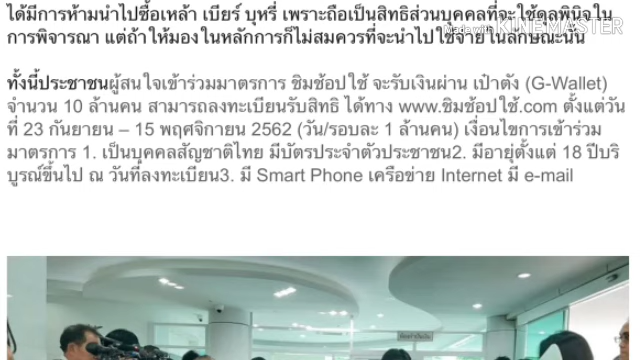 ได้มีการห้ามนำไปซื้อเหล้า เบียร์ บุหรี่ เพราะถือเป็นสิทธิส่วนบุคคลที่จะใช้ดุลพินิจใน
การพิจารณา แต่ถ้าให้มองในหลักการก็ไม่สมควรที่จะนำไปใช้จ่ายในลักษณะนั้น
Made with KINEMASTER
ทั้งนี้ประชาชนผู้สนใจเข้าร่วมมาตรการ ชิมช้อปใช้ จะรับเงินผ่าน เป๋าตัง (G-Wallet)
จำนวน 10 ล้านคน สามารถลงทะเบียนรับสิทธิ ได้ทาง www.ชิมช้อปใช้.com ตั้งแต่วัน
ที่ 23 กันยายน – 15 พฤศจิกายน 2562 (วัน/รอบละ 1 ล้านคน) เงื่อนไขการเข้าร่วม
มาตรการ 1. เป็นบุคคลสัญชาติไทย มีบัตรประจำตัวประชาชน2. มีอายุตั้งแต่ 18 ปีบริ
บูรณ์ขึ้นไป ณ วันที่ลงทะเบียน3. มี Smart Phone เครือข่าย Internet มี e-mail